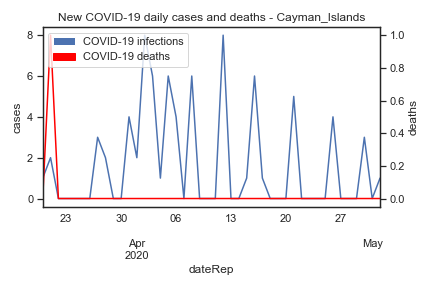 New COVID-19 daily cases and deaths - Cayman_Islands
COVID-19 infections
COVID-19 deaths
8
6
4
2
0
cases
1.0
0.8
0.6
0.4
0.2
0.0
deaths
23 30 06 13 20 27
Apr May
2020
dateRep